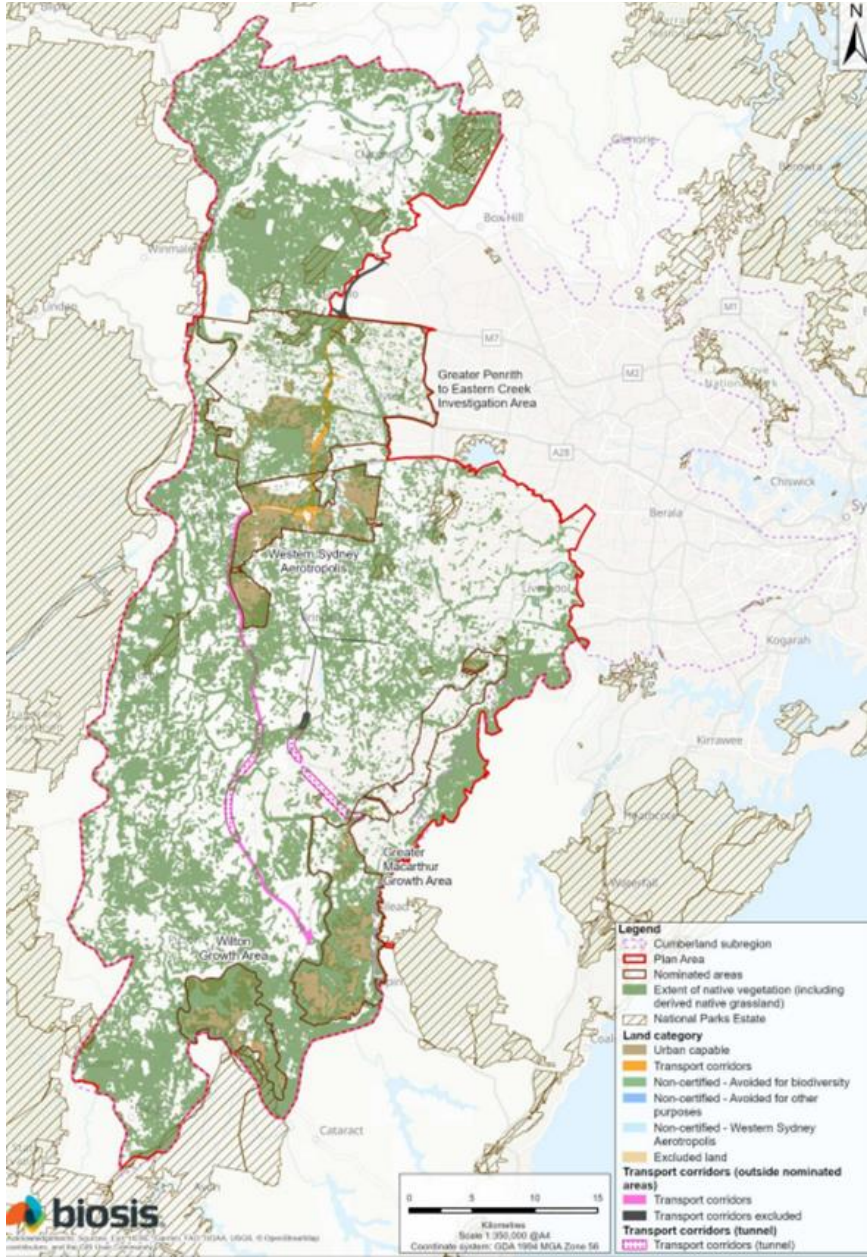 N
Glenorie
Box Hill
Linden
M1
M7
M2
Greater Penrith
to Eastern Creek
Investigation Area
A28
Chiswick
Berala
Western Sydney
Aerotropolis
Liverpool
Kogarah
Kirrawee
Heathcote
Greater
Macarthur
Growth Area
Waterfall
Wilton
Growth Area
Cataract
Legend
Cumberland subregion
Plan Area
Nominated areas
Extent of native vegetation (including
derived native grassland)
National Parks Estate
Land category
Urban capable
Transport corridors
Non-certified - Avoided for biodiversity
Non-certified - Avoided for other
purposes
Non-certified - Western Sydney
Aerotropolis
Excluded land
Transport corridors (outside nominated
areas)
Transport corridors
Transport corridors excluded
Transport corridors (tunnel)
Transport corridors (tunnel)
biosis
0 5 10 15
Kilometres
Scale 1:350,000 @A4
Coordinate system: GDA 1994 MGA Zone 56